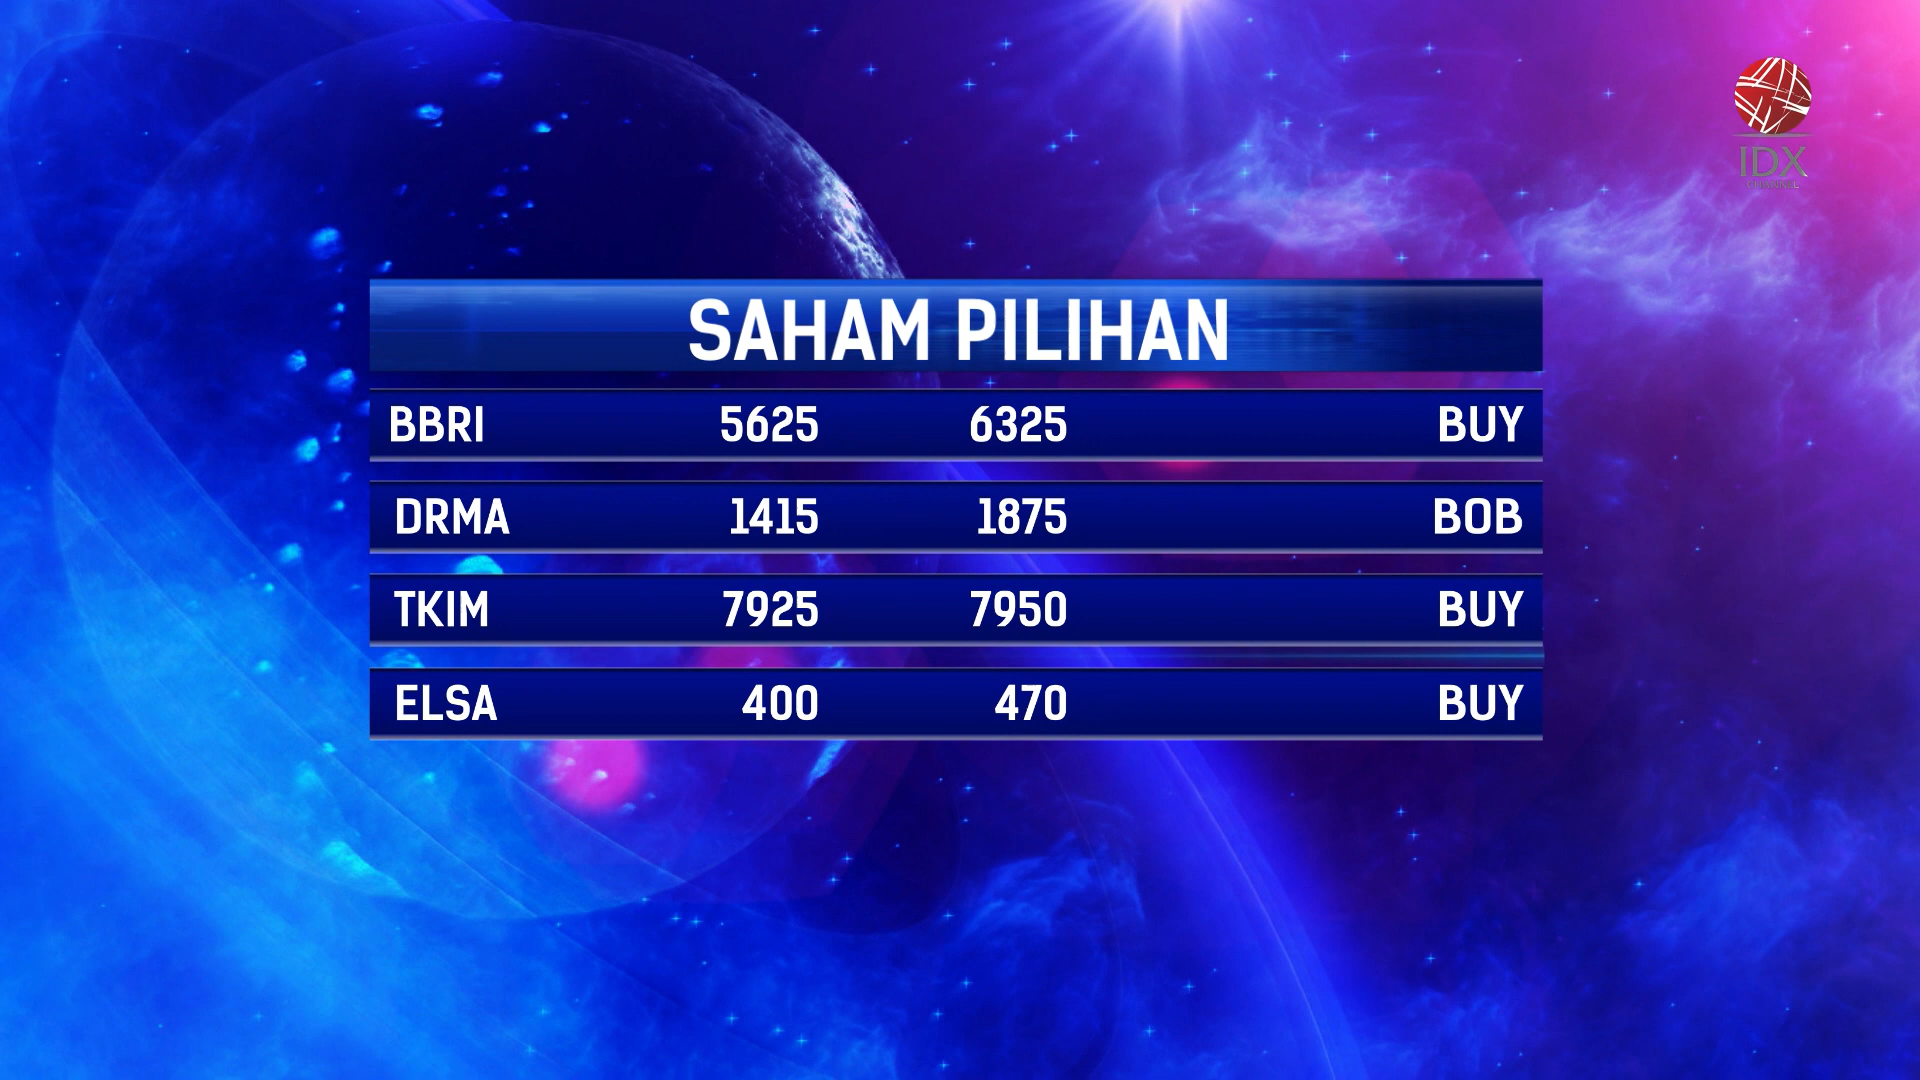 IDX
CHANNEL
SAHAM PILIHAN
BBRI 5625 6325 BUY
DRMA 1415 1875 BOB
TKIM 7925 7950 BUY
ELSA 400 470 BUY